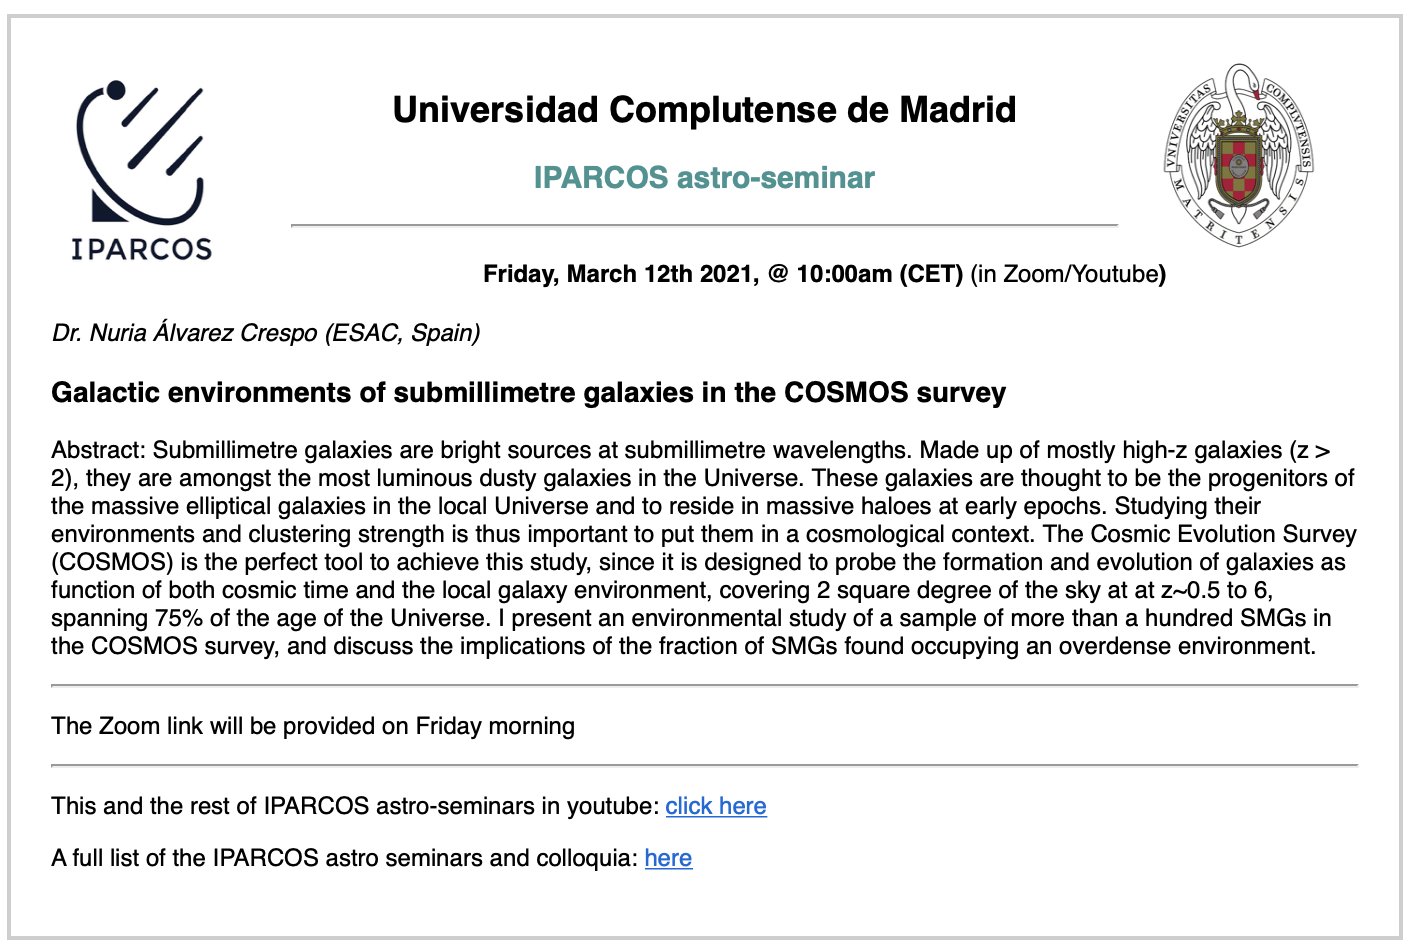 IPARCOS
Universidad Complutense de Madrid
IPARCOS astro-seminar
VNIVERSITAS COMPLVTENSIS
MATRITENSIS
Friday, March 12th 2021, @ 10:00am (CET) (in Zoom/Youtube)
Dr. Nuria Álvarez Crespo (ESAC, Spain)
Galactic environments of submillimetre galaxies in the COSMOS survey
Abstract: Submillimetre galaxies are bright sources at submillimetre wavelengths. Made up of mostly high-z galaxies (z >
2), they are amongst the most luminous dusty galaxies in the Universe. These galaxies are thought to be the progenitors of
the massive elliptical galaxies in the local Universe and to reside in massive haloes at early epochs. Studying their
environments and clustering strength is thus important to put them in a cosmological context. The Cosmic Evolution Survey
(COSMOS) is the perfect tool to achieve this study, since it is designed to probe the formation and evolution of galaxies as
function of both cosmic time and the local galaxy environment, covering 2 square degree of the sky at at z~0.5 to 6,
spanning 75% of the age of the Universe. I present an environmental study of a sample of more than a hundred SMGs in
the COSMOS survey, and discuss the implications of the fraction of SMGs found occupying an overdense environment.
The Zoom link will be provided on Friday morning
This and the rest of IPARCOS astro-seminars in youtube: click here
A full list of the IPARCOS astro seminars and colloquia: here